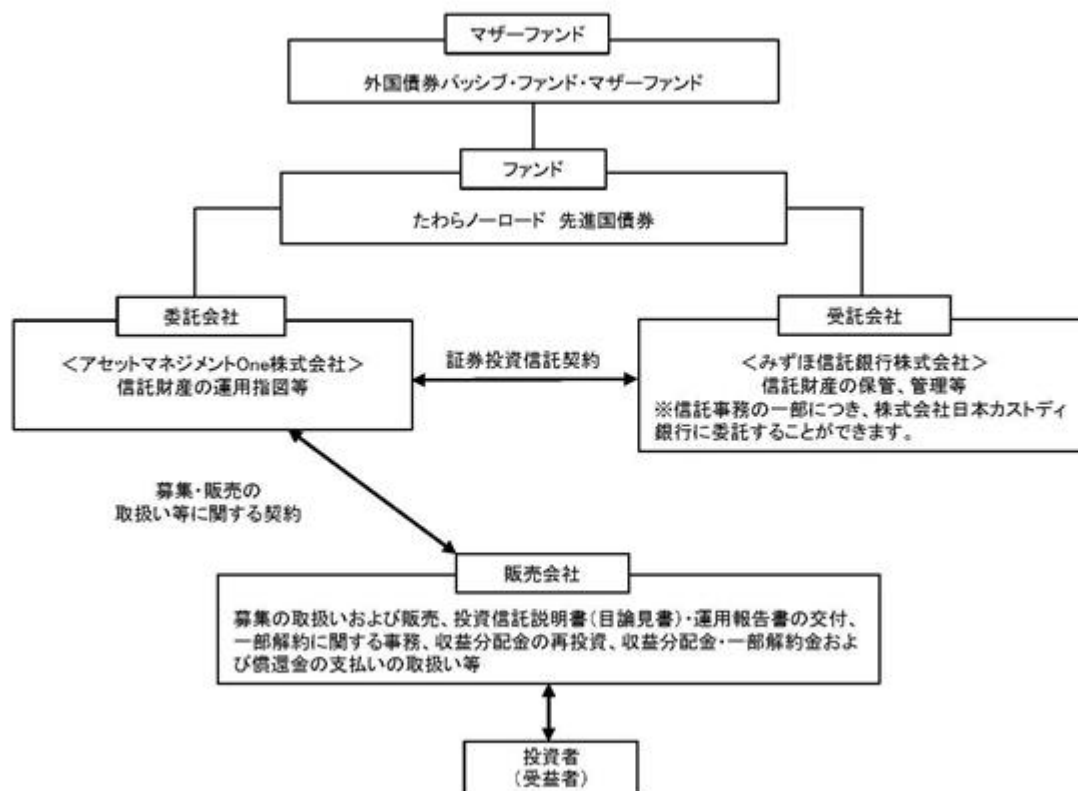 マザーファンド
外国債券パッシブ・ファンド・マザーファンド
ファンド
たわらノーロード 先進国債券
委託会社
＜アセットマネジメントOne株式会社＞
信託財産の運用指図等
証券投資信託契約
受託会社
＜みずほ信託銀行株式会社＞
信託財産の保管、管理等
※信託事務の一部につき、株式会社日本カストディ
銀行に委託することができます。
募集・販売の
取扱い等に関する契約
販売会社
募集の取扱いおよび販売、投資信託説明書（目論見書）・運用報告書の交付、
一部解約に関する事務、収益分配金の再投資、収益分配金・一部解約金およ
び償還金の支払いの取扱い等
投資者
（受益者）